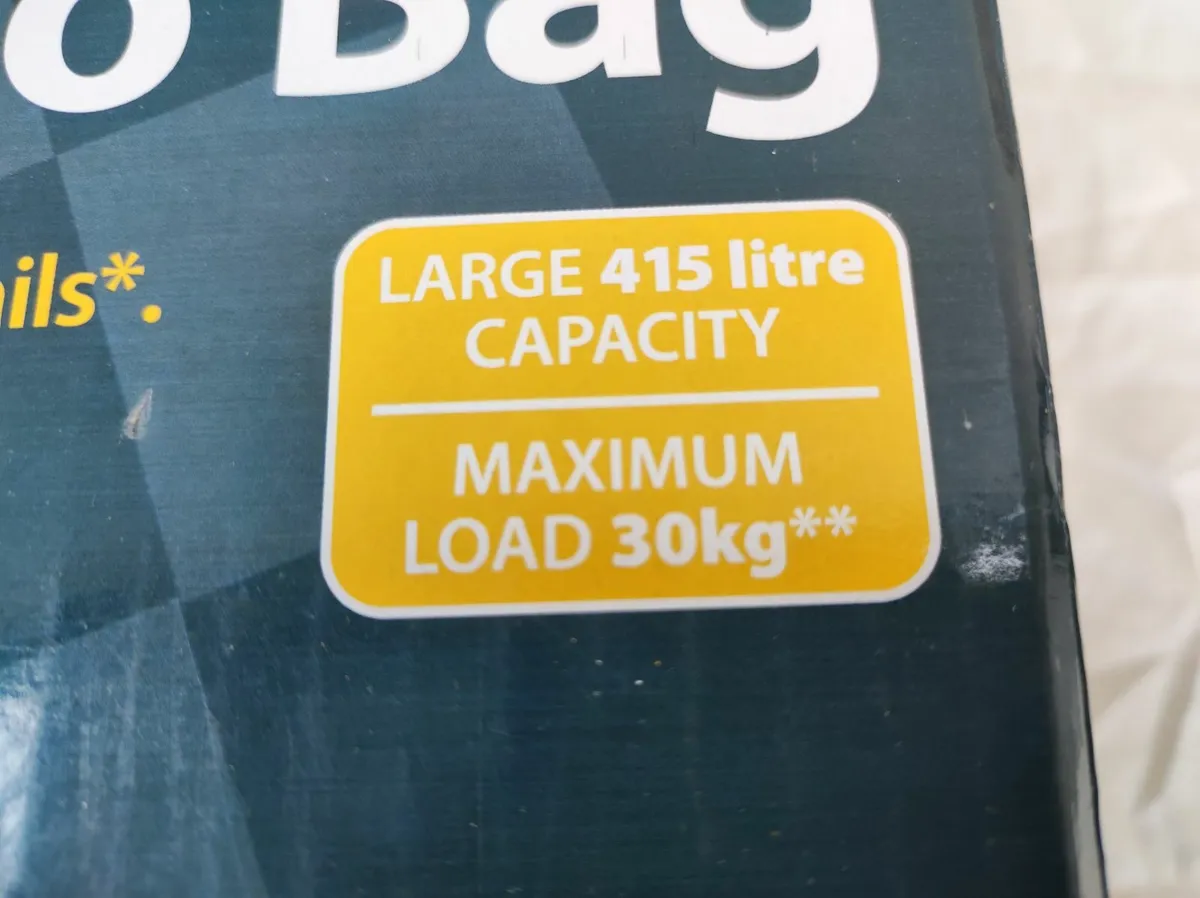 o Bag
ils*.
LARGE 415 litre
CAPACITY
MAXIMUM
LOAD 30kg**